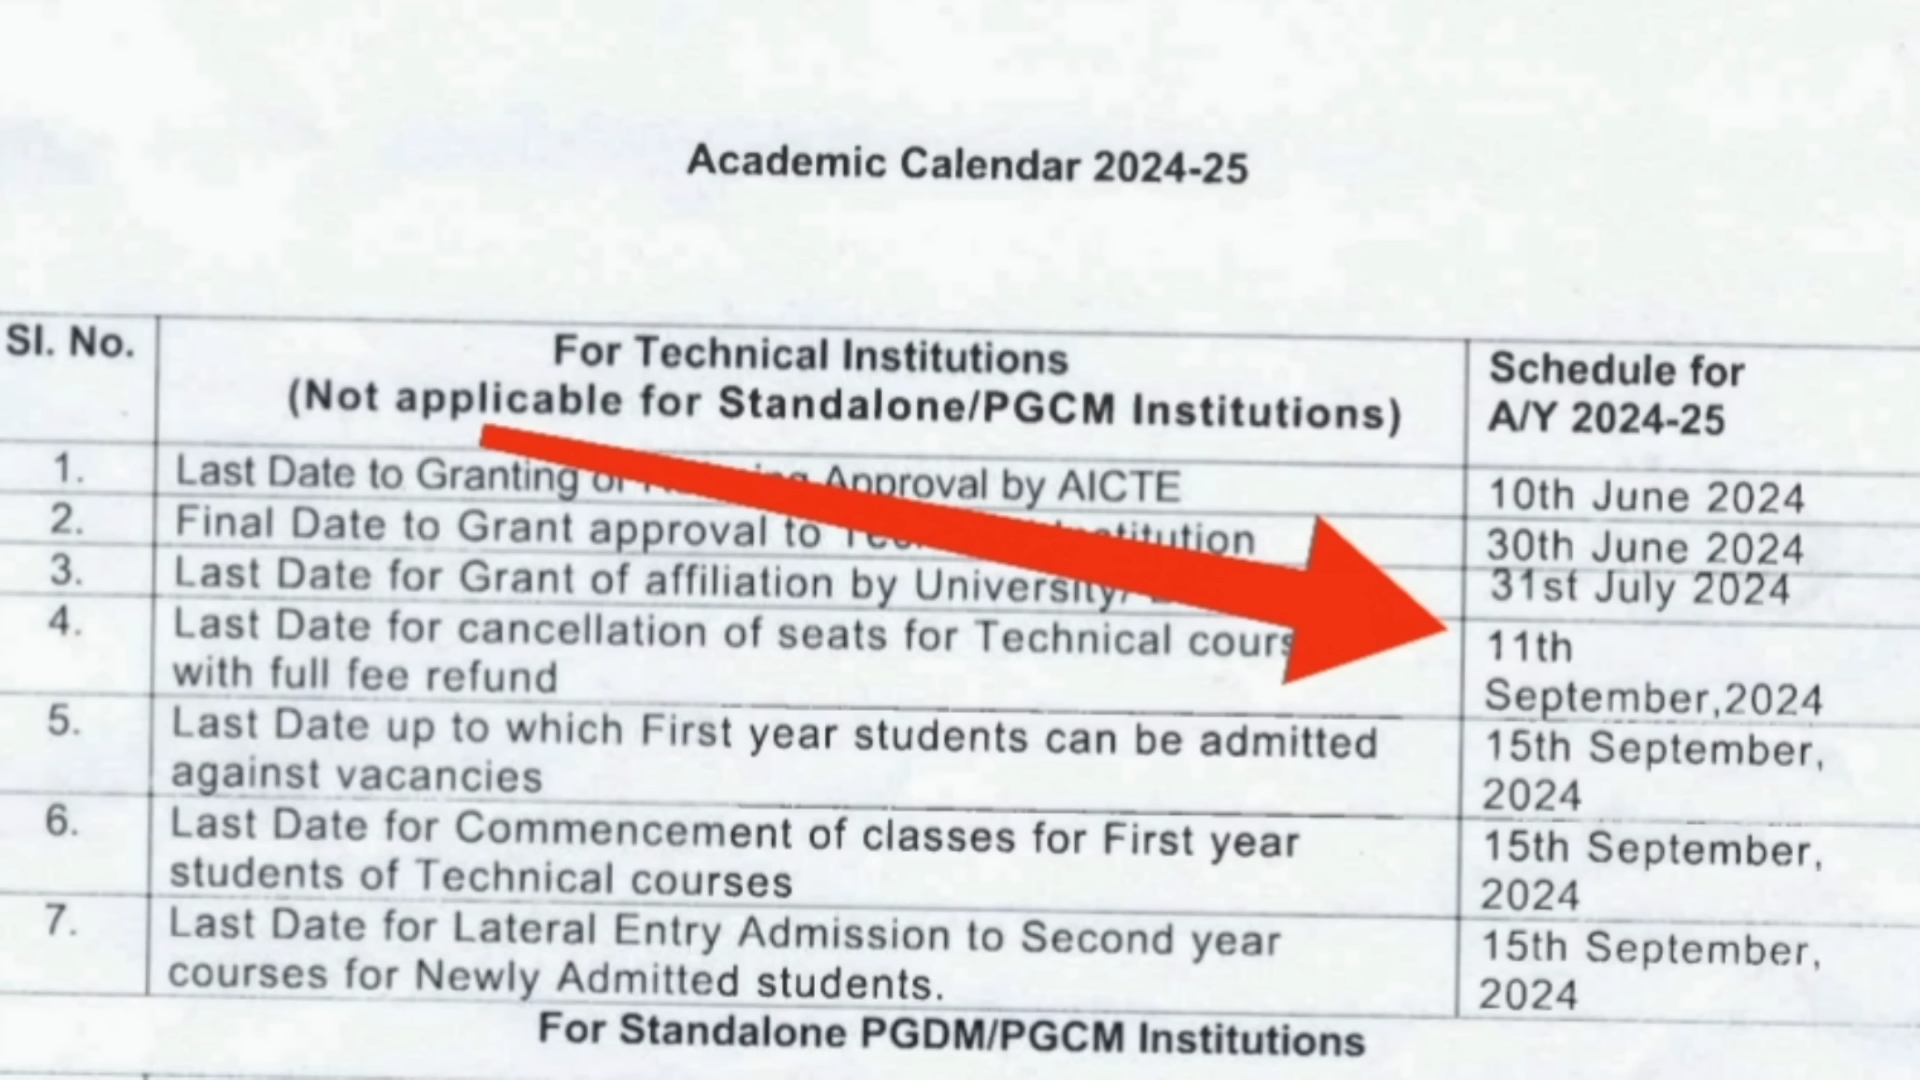 Academic Calendar 2024-25
Sl. No.
For Technical Institutions
(Not applicable for Standalone/PGCM Institutions)
Schedule for
A/Y 2024-25
1.
Last Date to Granting Approval by AICTE
10th June 2024
2.
Final Date to Grant approval to
30th June 2024
3.
Last Date for Grant of affiliation by University/
31st July 2024
4.
Last Date for cancellation of seats for Technical
with full fee refund
11th
September,2024
5.
Last Date up to which First year students can be admitted
against vacancies
15th September,
2024
6.
Last Date for Commencement of classes for First year
students of Technical courses
15th September,
2024
7.
Last Date for Lateral Entry Admission to Second year
courses for Newly Admitted students.
15th September,
2024
For Standalone PGDM/PGCM Institutions